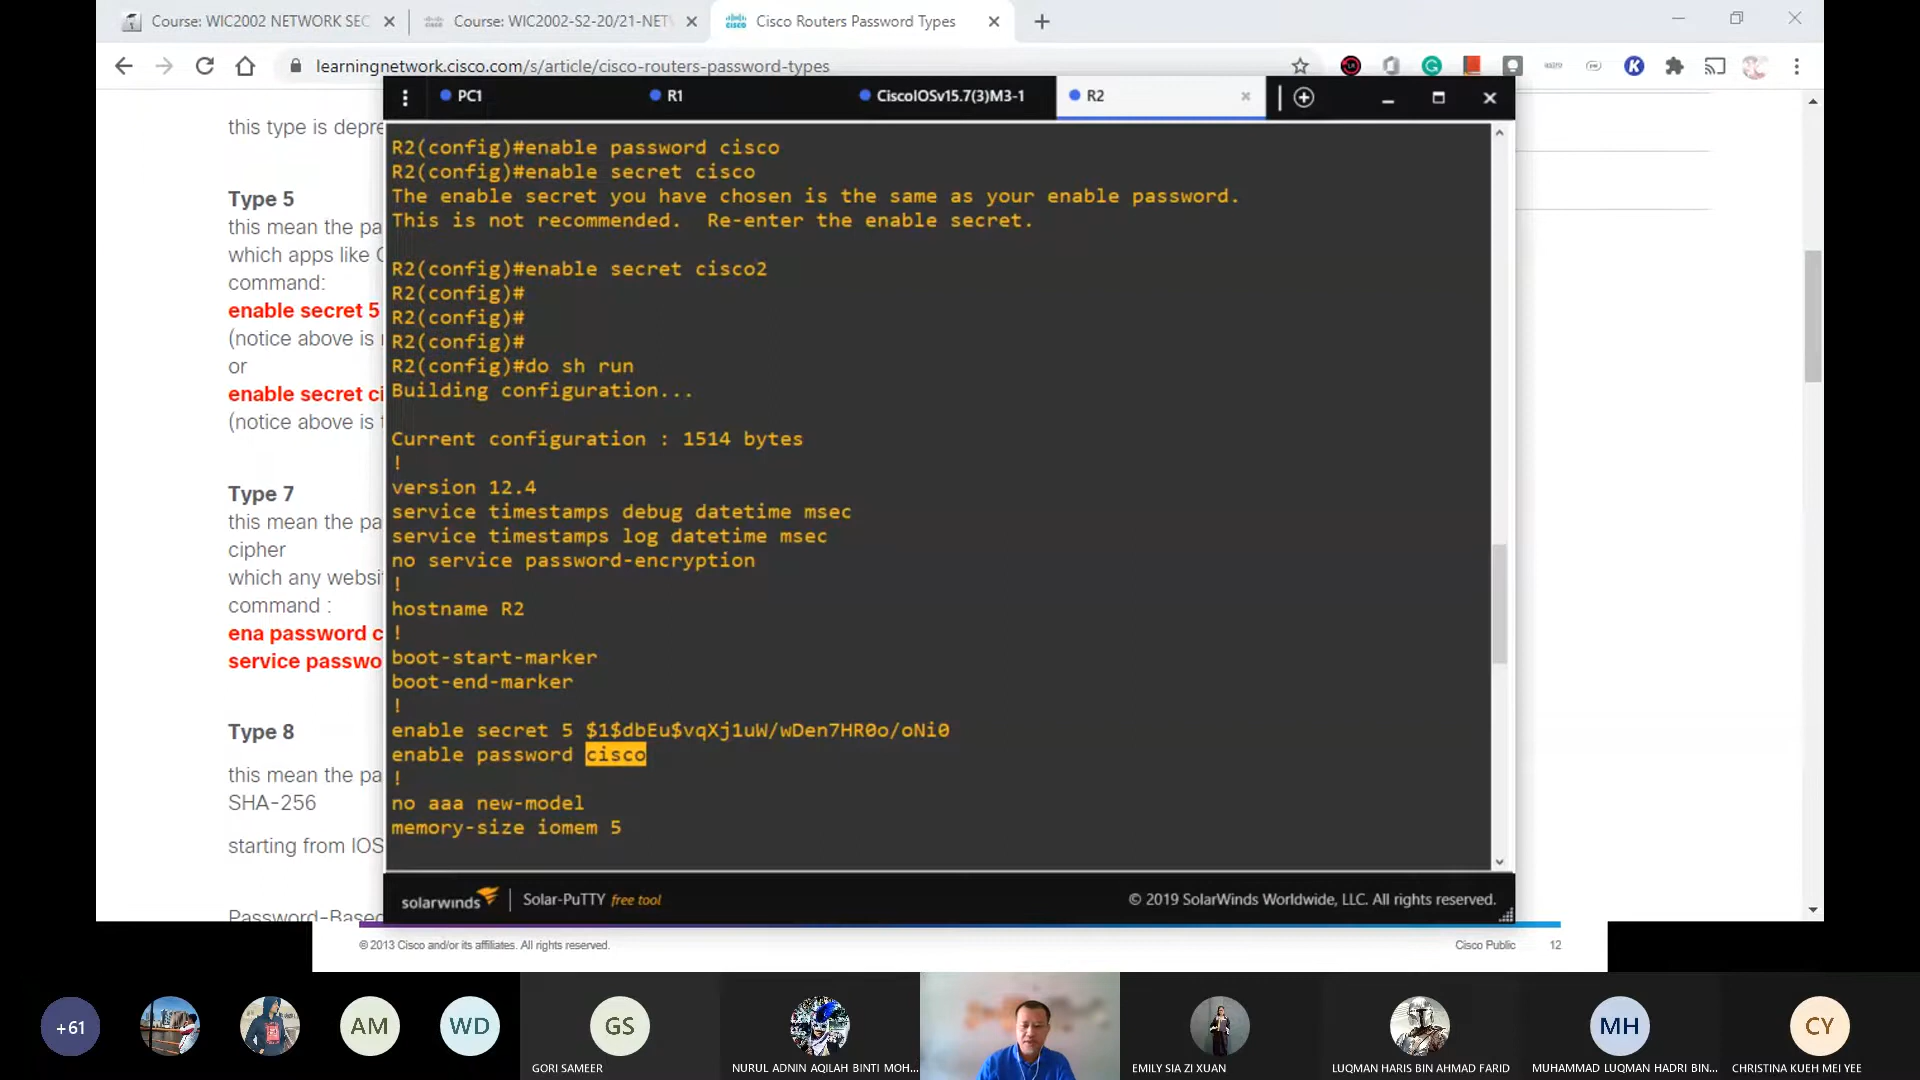 Course: WIC2002 NETWORK SEC
Course: WIC2002-S2-20/21-NET
Cisco Routers Password Types
learningnetwork.cisco.com/s/article/cisco-routers-password-types
PC1
R1
CiscoIOSv15.7(3)M3-1
R2
this type is depre
Type 5
this mean the pa
which apps like C
command:
enable secret 5
(notice above is
or
enable secret ci
(notice above is
Type 7
this mean the pa
cipher
which any websi
command :
ena password c
service passwo
Type 8
this mean the pa
SHA-256
starting from IOS
Password-Based
R2(config)#enable password cisco
R2(config)#enable secret cisco
The enable secret you have chosen is the same as your enable password.
This is not recommended.  Re-enter the enable secret.
R2(config)#enable secret cisco2
R2(config)#
R2(config)#
R2(config)#
R2(config)#do sh run
Building configuration...
Current configuration : 1514 bytes
!
version 12.4
service timestamps debug datetime msec
service timestamps log datetime msec
no service password-encryption
!
hostname R2
!
boot-start-marker
boot-end-marker
!
enable secret 5 $1$dbEu$vqXj1uW/wDen7HR0o/oNi0
enable password cisco
!
no aaa new-model
memory-size iomem 5
solarwinds
Solar-PuTTY free tool
© 2019 SolarWinds Worldwide, LLC. All rights reserved.
© 2013 Cisco and/or its affiliates. All rights reserved.
Cisco Public
12
+61
AM
WD
GS
MH
CY
GORI SAMEER
NURUL ADNIN AQILAH BINTI MOH...
EMILY SIA ZI XUAN
LUQMAN HARIS BIN AHMAD FARID
MUHAMMAD LUQMAN HADRI BIN...
CHRISTINA KUEH MEI YEE